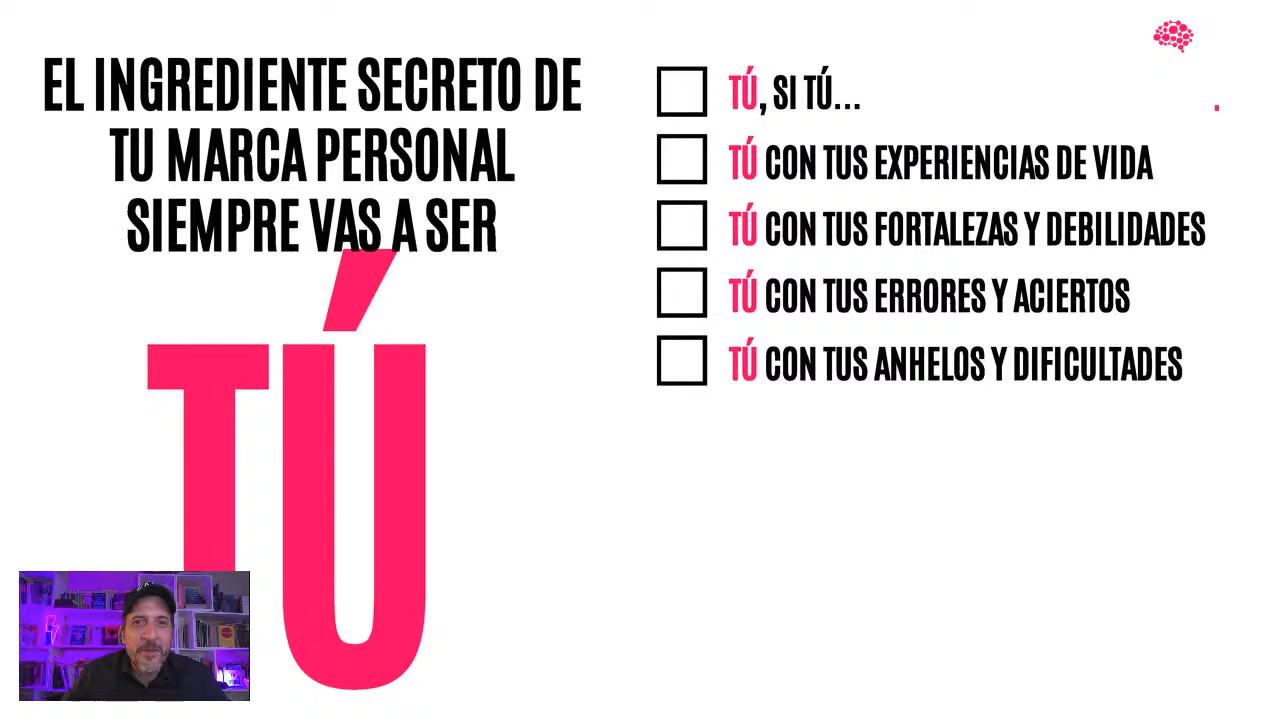 EL INGREDIENTE SECRETO DE
TU MARCA PERSONAL
SIEMPRE VAS A SER
TÚ
TÚ, SI TÚ...
TÚ CON TUS EXPERIENCIAS DE VIDA
TÚ CON TUS FORTALEZAS Y DEBILIDADES
TÚ CON TUS ERRORES Y ACIERTOS
TÚ CON TUS ANHELOS Y DIFICULTADES